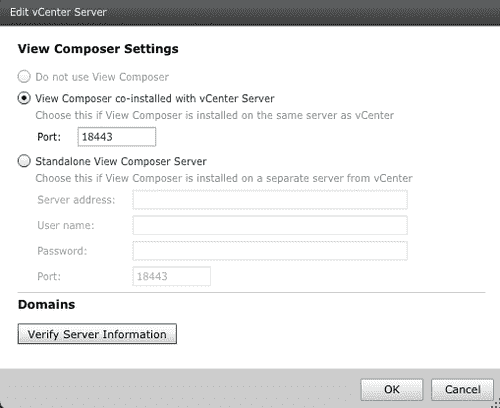 Edit vCenter Server
View Composer Settings
Do not use View Composer
View Composer co-installed with vCenter Server
Choose this if View Composer is installed on the same server as vCenter
Port: 18443
Standalone View Composer Server
Choose this if View Composer is installed on a separate server from vCenter
Server address:
User name:
Password:
Port: 18443
Domains
Verify Server Information
OK Cancel